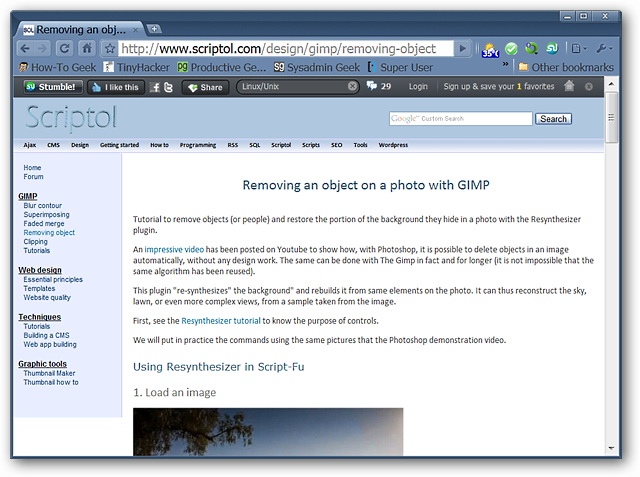 SCL Removing an obj...
http://www.scriptol.com/design/gimp/removing-object
35°C
How-To Geek TinyHacker Productive Ge... Sysadmin Geek Super User » Other bookmarks
Stumble! I like this Share Linux/Unix 29 Login Sign up & save your 1 favorites
Scriptol
Google™ Custom Search Search
Ajax CMS Design Getting started How to Programming RSS SQL Scriptol Scripts SEO Tools Wordpress
Home
Forum
GIMP
Blur contour
Superimposing
Faded merge
Removing object
Clipping
Tutorials
Web design
Essential principles
Templates
Website quality
Techniques
Tutorials
Building a CMS
Web app building
Graphic tools
Thumbnail Maker
Thumbnail how to
Removing an object on a photo with GIMP
Tutorial to remove objects (or people) and restore the portion of the background they hide in a photo with the Resynthesizer
plugin.
An impressive video has been posted on Youtube to show how, with Photoshop, it is possible to delete objects in an image
automatically, without any design work. The same can be done with The Gimp in fact and for longer (it is not impossible that the
same algorithm has been reused).
This plugin "re-synthesizes" the background" and rebuilds it from same elements on the photo. It can thus reconstruct the sky,
lawn, or even more complex views, from a sample taken from the image.
First, see the Resynthesizer tutorial to know the purpose of controls.
We will put in practice the commands using the same pictures that the Photoshop demonstration video.
Using Resynthesizer in Script-Fu
1. Load an image